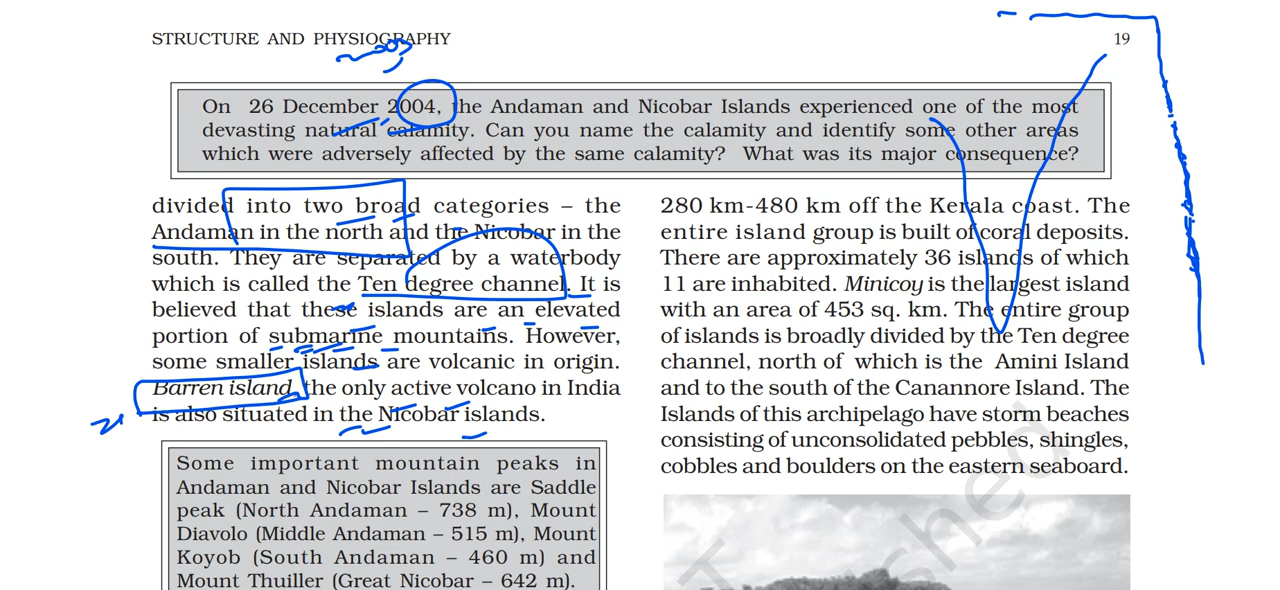 STRUCTURE AND PHYSIOGRAPHY
19
On 26 December 2004, the Andaman and Nicobar Islands experienced one of the most
devasting natural calamity. Can you name the calamity and identify some other areas
which were adversely affected by the same calamity? What was its major consequence?
divided into two broad categories – the
Andaman in the north and the Nicobar in the
south. They are separated by a waterbody
which is called the Ten degree channel. It is
believed that these islands are an elevated
portion of submarine mountains. However,
some smaller islands are volcanic in origin.
Barren island, the only active volcano in India
is also situated in the Nicobar islands.
Some important mountain peaks in
Andaman and Nicobar Islands are Saddle
peak (North Andaman – 738 m), Mount
Diavolo (Middle Andaman – 515 m), Mount
Koyob (South Andaman – 460 m) and
Mount Thuiller (Great Nicobar – 642 m).
280 km-480 km off the Kerala coast. The
entire island group is built of coral deposits.
There are approximately 36 islands of which
11 are inhabited. Minicoy is the largest island
with an area of 453 sq. km. The entire group
of islands is broadly divided by the Ten degree
channel, north of which is the Amini Island
and to the south of the Canannore Island. The
Islands of this archipelago have storm beaches
consisting of unconsolidated pebbles, shingles,
cobbles and boulders on the eastern seaboard.